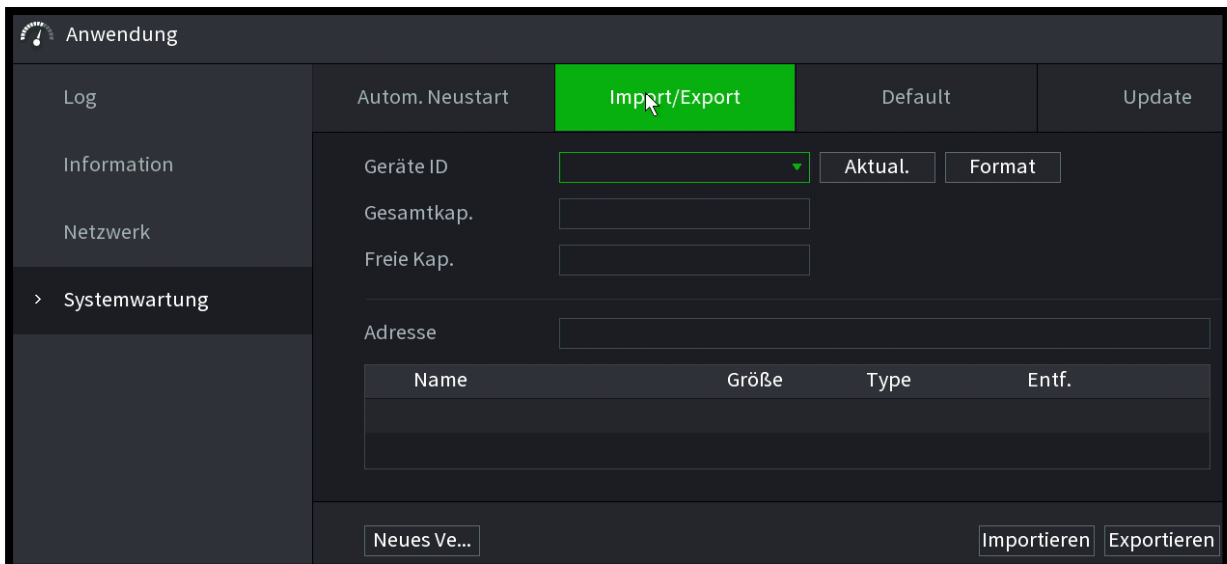 Anwendung
Log
Information
Netzwerk
Systemwartung
Autom. Neustart Import/Export Default Update
Geräte ID Aktual. Format
Gesamtkap.
Freie Kap.
Adresse
Name Größe Type Entf.
Neues Ve... Importieren Exportieren